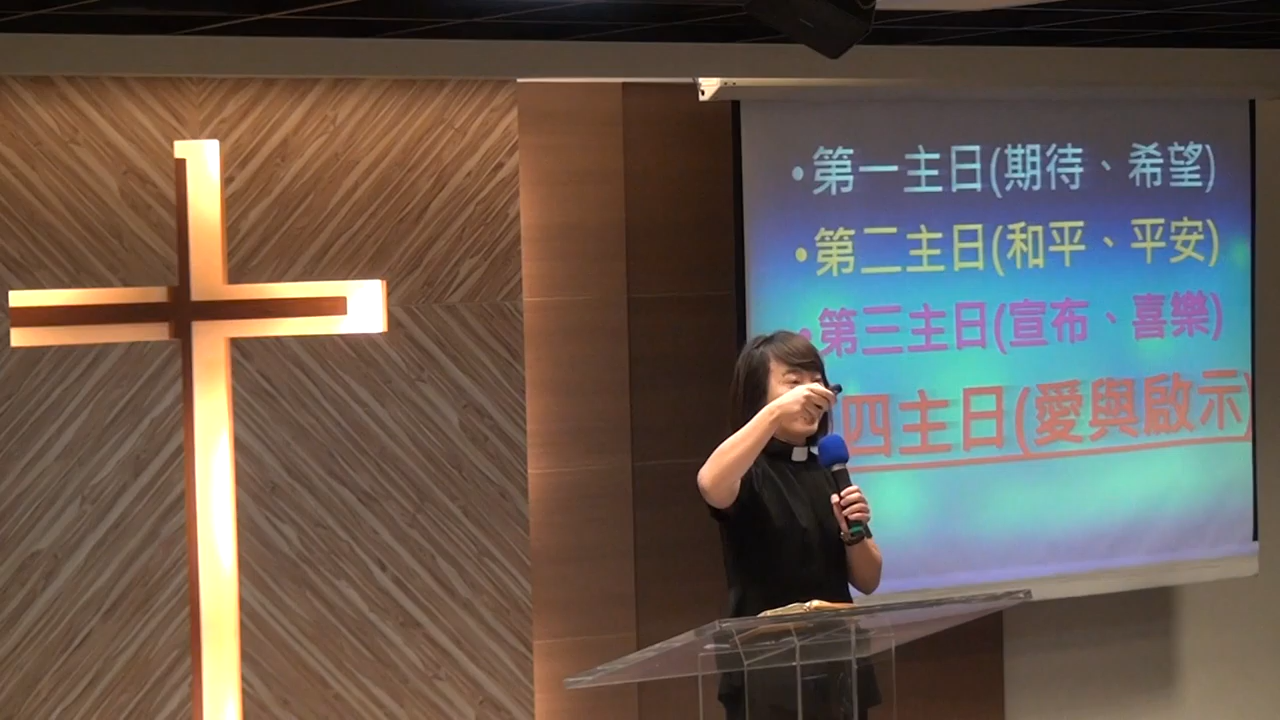 •第一主日(期待、希望)
•第二主日(和平、平安)
•第三主日(宣布、喜樂)
四主日(愛與啟示)